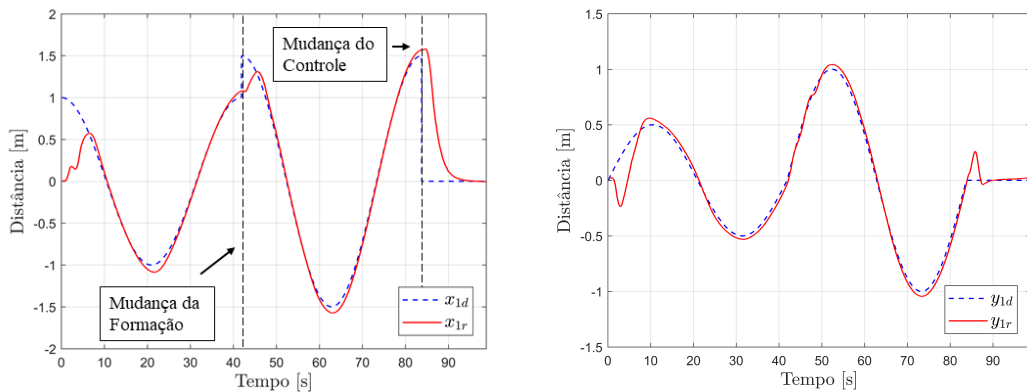 2
1.5
1
0.5
0
-0.5
-1
-1.5
-2
Distância [m]
Mudança do
Controle
Mudança da
Formação
x1d
x1r
0 10 20 30 40 50 60 70 80 90
Tempo [s]
1.5
1
0.5
0
-0.5
-1
-1.5
Distância [m]
y1d
y1r
0 10 20 30 40 50 60 70 80 90
Tempo [s]